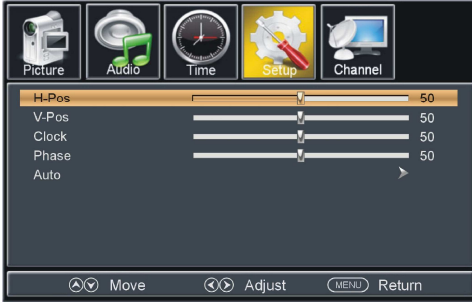 Picture Audio Time Setup Channel
H-Pos 50
V-Pos 50
Clock 50
Phase 50
Auto
Move Adjust MENU Return